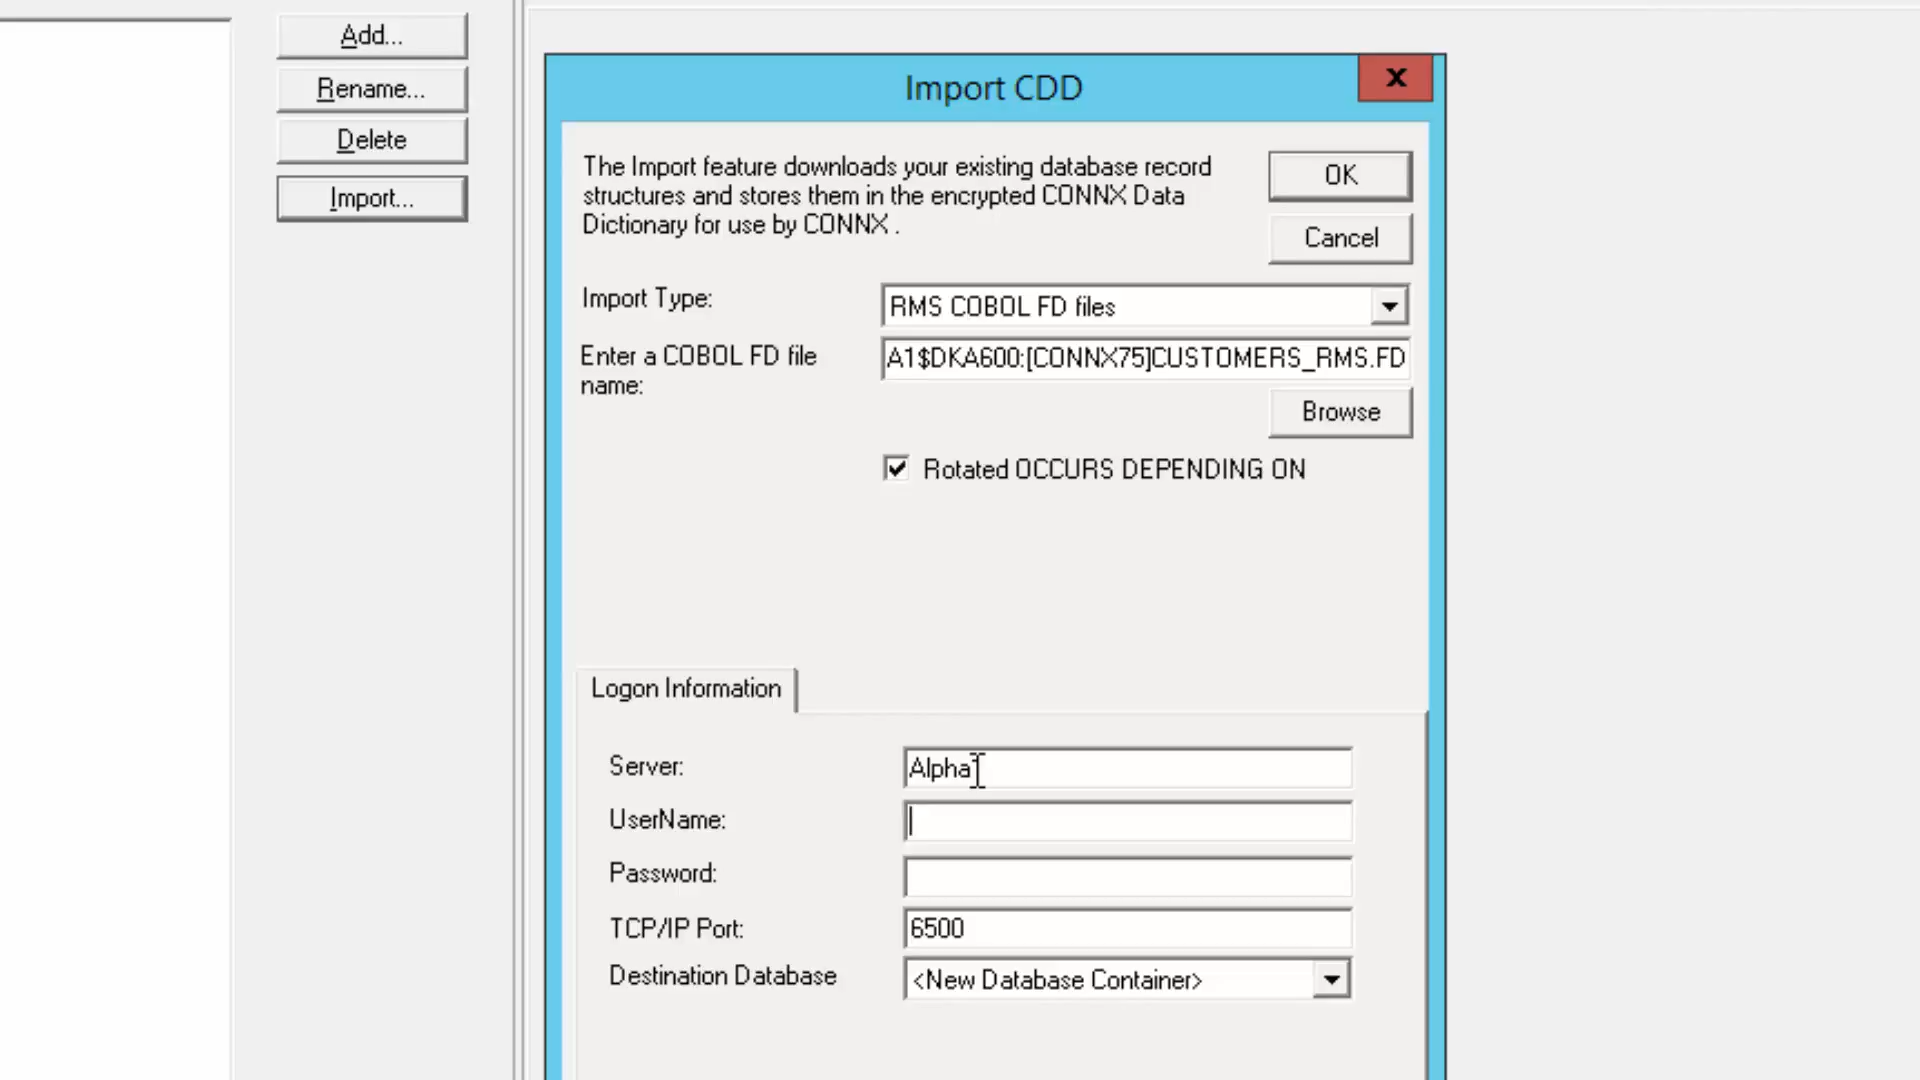 Add...
Rename...
Delete
Import...
Import CDD
x
The Import feature downloads your existing database record
structures and stores them in the encrypted CONNX Data
Dictionary for use by CONNX .
OK
Cancel
Import Type:
RMS COBOL FD files
Enter a COBOL FD file
name:
A1$DKA600:[CONNX75]CUSTOMERS_RMS.FD
Browse
Rotated OCCURS DEPENDING ON
Logon Information
Server:
Alpha1
UserName:
Password:
TCP/IP Port:
6500
Destination Database
<New Database Container>